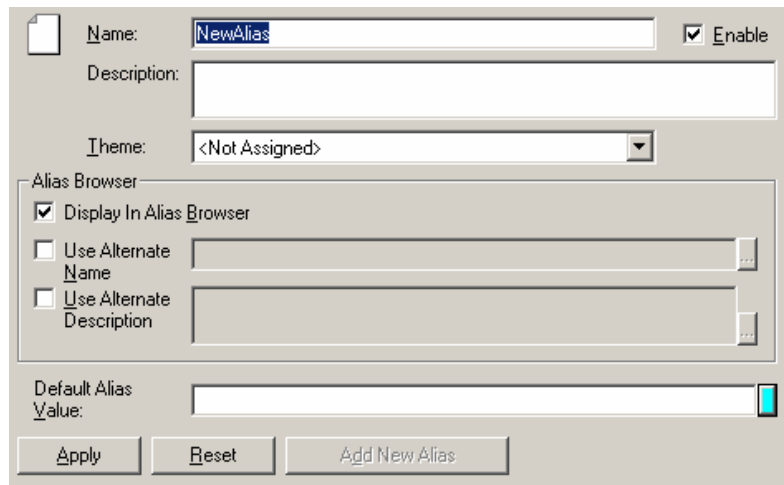 Name: NewAlias Enable
Description:
Theme: <Not Assigned>
Alias Browser
Display In Alias Browser
Use Alternate
Name
...
Use Alternate
Description
...
Default Alias
Value:
Apply Reset Add New Alias